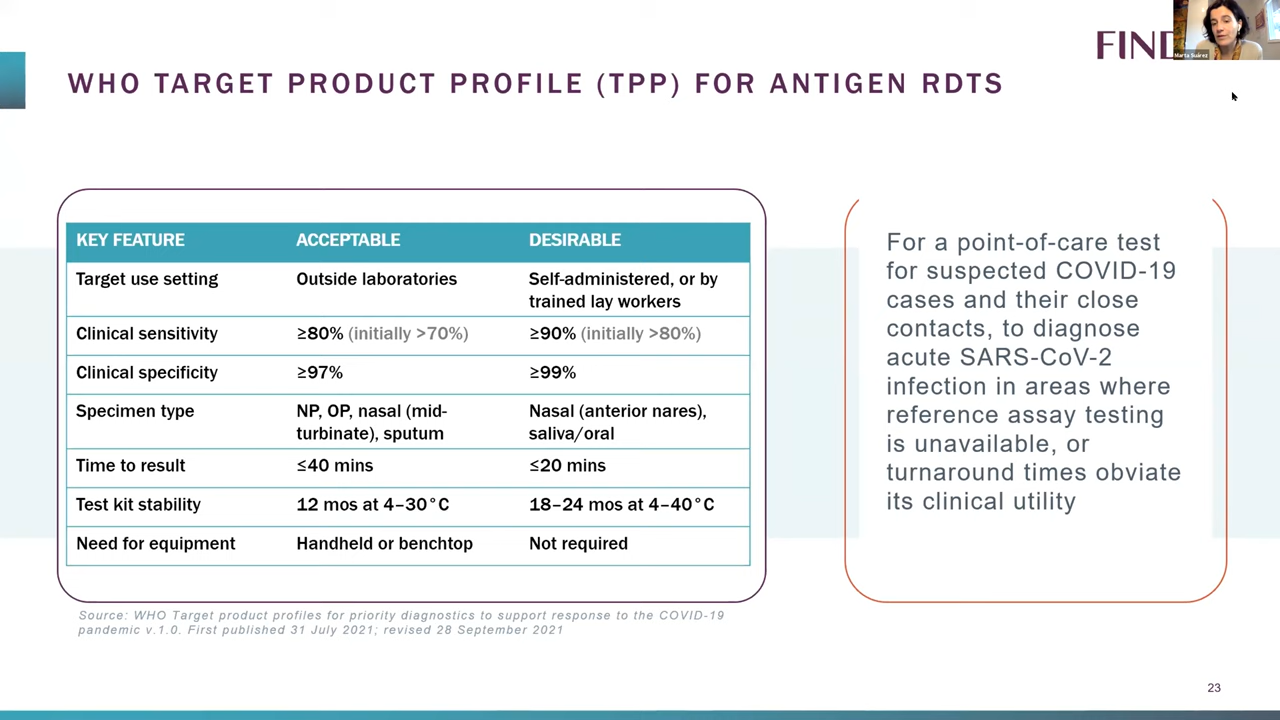 FIND
Marta Suárez
WHO TARGET PRODUCT PROFILE (TPP) FOR ANTIGEN RDTS
KEY FEATURE ACCEPTABLE DESIRABLE
Target use setting Outside laboratories Self-administered, or by
trained lay workers
Clinical sensitivity ≥80% (initially >70%) ≥90% (initially >80%)
Clinical specificity ≥97% ≥99%
Specimen type NP, OP, nasal (mid- Nasal (anterior nares),
turbinate), sputum saliva/oral
Time to result ≤40 mins ≤20 mins
Test kit stability 12 mos at 4–30°C 18–24 mos at 4–40°C
Need for equipment Handheld or benchtop Not required
Source: WHO Target product profiles for priority diagnostics to support response to the COVID-19
pandemic v.1.0. First published 31 July 2021; revised 28 September 2021
For a point-of-care test
for suspected COVID-19
cases and their close
contacts, to diagnose
acute SARS-CoV-2
infection in areas where
reference assay testing
is unavailable, or
turnaround times obviate
its clinical utility
23